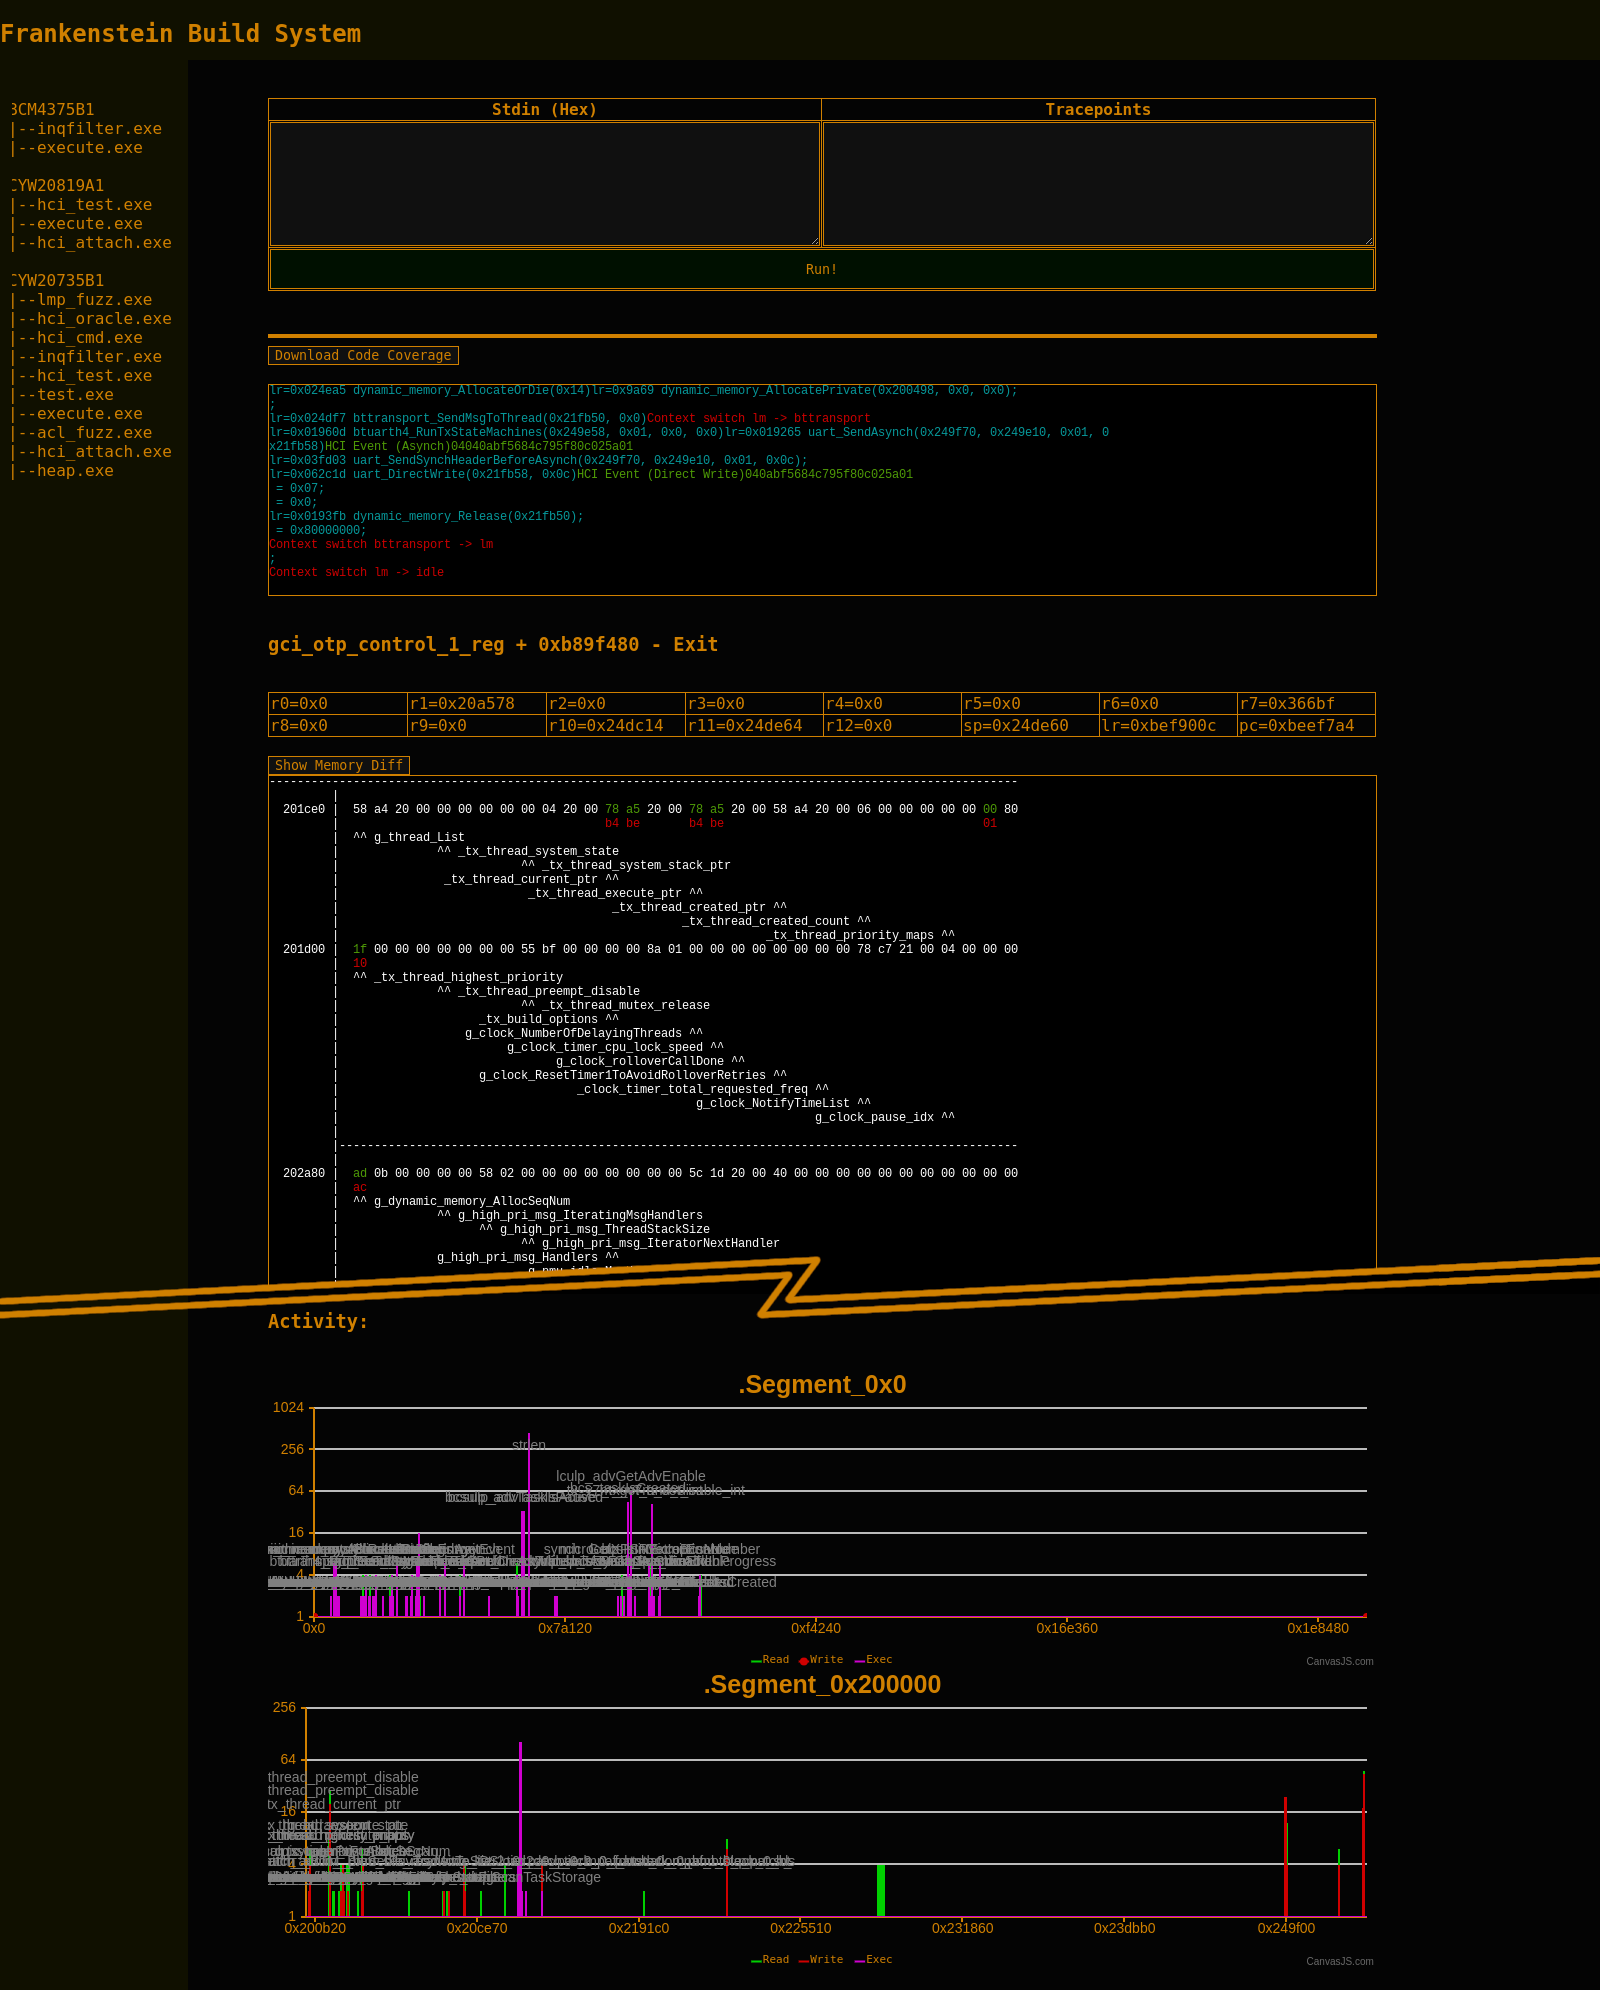 Frankenstein Build System
BCM4375B1
|--inqfilter.exe
|--execute.exe
CYW20819A1
|--hci_test.exe
|--execute.exe
|--hci_attach.exe
CYW20735B1
|--lmp_fuzz.exe
|--hci_oracle.exe
|--hci_cmd.exe
|--inqfilter.exe
|--hci_test.exe
|--test.exe
|--execute.exe
|--acl_fuzz.exe
|--hci_attach.exe
|--heap.exe
Stdin (Hex) Tracepoints
Run!
Download Code Coverage
lr=0x024ea5 dynamic_memory_AllocateOrDie(0x14)lr=0x9a69 dynamic_memory_AllocatePrivate(0x200498, 0x0, 0x0);
;
lr=0x024df7 bttransport_SendMsgToThread(0x21fb50, 0x0)Context switch lm -> bttransport
lr=0x01960d btuarth4_RunTxStateMachines(0x249e58, 0x01, 0x0, 0x0)lr=0x019265 uart_SendAsynch(0x249f70, 0x249e10, 0x01, 0
x21fb58)HCI Event (Asynch)04040abf5684c795f80c025a01
lr=0x03fd03 uart_SendSynchHeaderBeforeAsynch(0x249f70, 0x249e10, 0x01, 0x0c);
lr=0x062c1d uart_DirectWrite(0x21fb58, 0x0c)HCI Event (Direct Write)040abf5684c795f80c025a01
= 0x07;
= 0x0;
lr=0x0193fb dynamic_memory_Release(0x21fb50);
= 0x80000000;
Context switch bttransport -> lm
;
Context switch lm -> idle
gci_otp_control_1_reg + 0xb89f480 - Exit
r0=0x0 r1=0x20a578 r2=0x0 r3=0x0 r4=0x0 r5=0x0 r6=0x0 r7=0x366bf
r8=0x0 r9=0x0 r10=0x24dc14 r11=0x24de64 r12=0x0 sp=0x24de60 lr=0xbef900c pc=0xbeef7a4
Show Memory Diff
201ce0 | 58 a4 20 00 00 00 00 00 00 04 20 00 78 a5 20 00 78 a5 20 00 58 a4 20 00 06 00 00 00 00 00 00 80
| b4 be b4 be 01
| ^^ g_thread_List
| ^^ _tx_thread_system_state
| ^^ _tx_thread_system_stack_ptr
| _tx_thread_current_ptr ^^
| _tx_thread_execute_ptr ^^
| _tx_thread_created_ptr ^^
| _tx_thread_created_count ^^
| _tx_thread_priority_maps ^^
201d00 | 1f 00 00 00 00 00 00 00 55 bf 00 00 00 00 8a 01 00 00 00 00 00 00 00 00 78 c7 21 00 04 00 00 00
| 10
| ^^ _tx_thread_highest_priority
| ^^ _tx_thread_preempt_disable
| ^^ _tx_thread_mutex_release
| _tx_build_options ^^
| g_clock_NumberOfDelayingThreads ^^
| g_clock_timer_cpu_lock_speed ^^
| g_clock_rolloverCallDone ^^
| g_clock_ResetTimer1ToAvoidRolloverRetries ^^
| _clock_timer_total_requested_freq ^^
| g_clock_NotifyTimeList ^^
| g_clock_pause_idx ^^
202a80 | ad 0b 00 00 00 00 58 02 00 00 00 00 00 00 00 00 5c 1d 20 00 40 00 00 00 00 00 00 00 00 00 00 00
| ac
| ^^ g_dynamic_memory_AllocSeqNum
| ^^ g_high_pri_msg_IteratingMsgHandlers
| ^^ g_high_pri_msg_ThreadStackSize
| ^^ g_high_pri_msg_IteratorNextHandler
| g_high_pri_msg_Handlers ^^
Activity:
.Segment_0x0
1024
strlen
256
lculp_advGetAdvEnable
64
16
4
1
0x0 0x7a120 0xf4240 0x16e360 0x1e8480
Read Write Exec
CanvasJS.com
.Segment_0x200000
256
64
thread_preempt_disable
thread_preempt_disable
tx_thread_current_ptr
16
4
1
0x200b20 0x20ce70 0x2191c0 0x225510 0x231860 0x23dbb0 0x249f00
Read Write Exec
CanvasJS.com